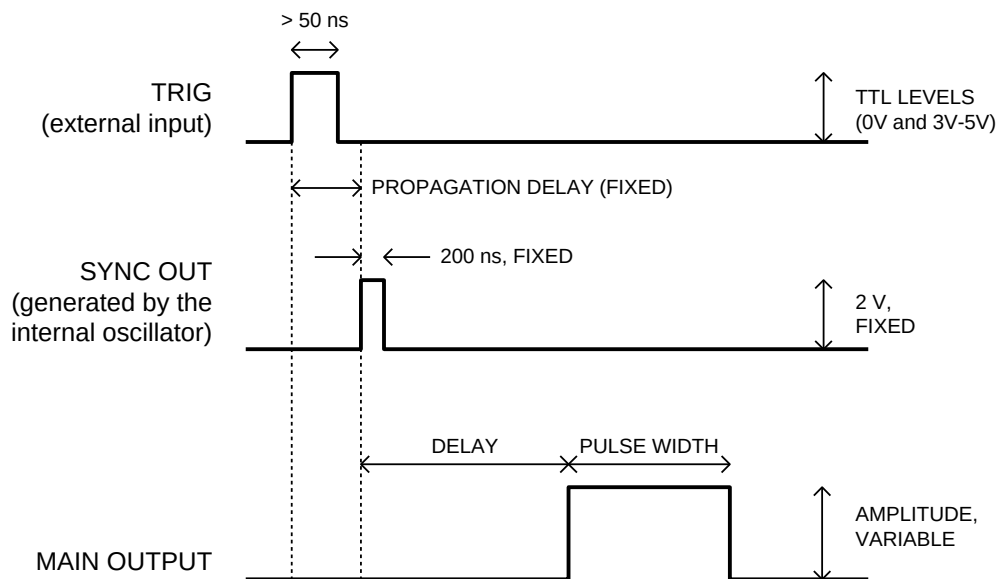 > 50 ns
TRIG
(external input)
TTL LEVELS
(0V and 3V-5V)
PROPAGATION DELAY (FIXED)
200 ns, FIXED
SYNC OUT
(generated by the
internal oscillator)
2 V,
FIXED
DELAY
PULSE WIDTH
AMPLITUDE,
VARIABLE
MAIN OUTPUT